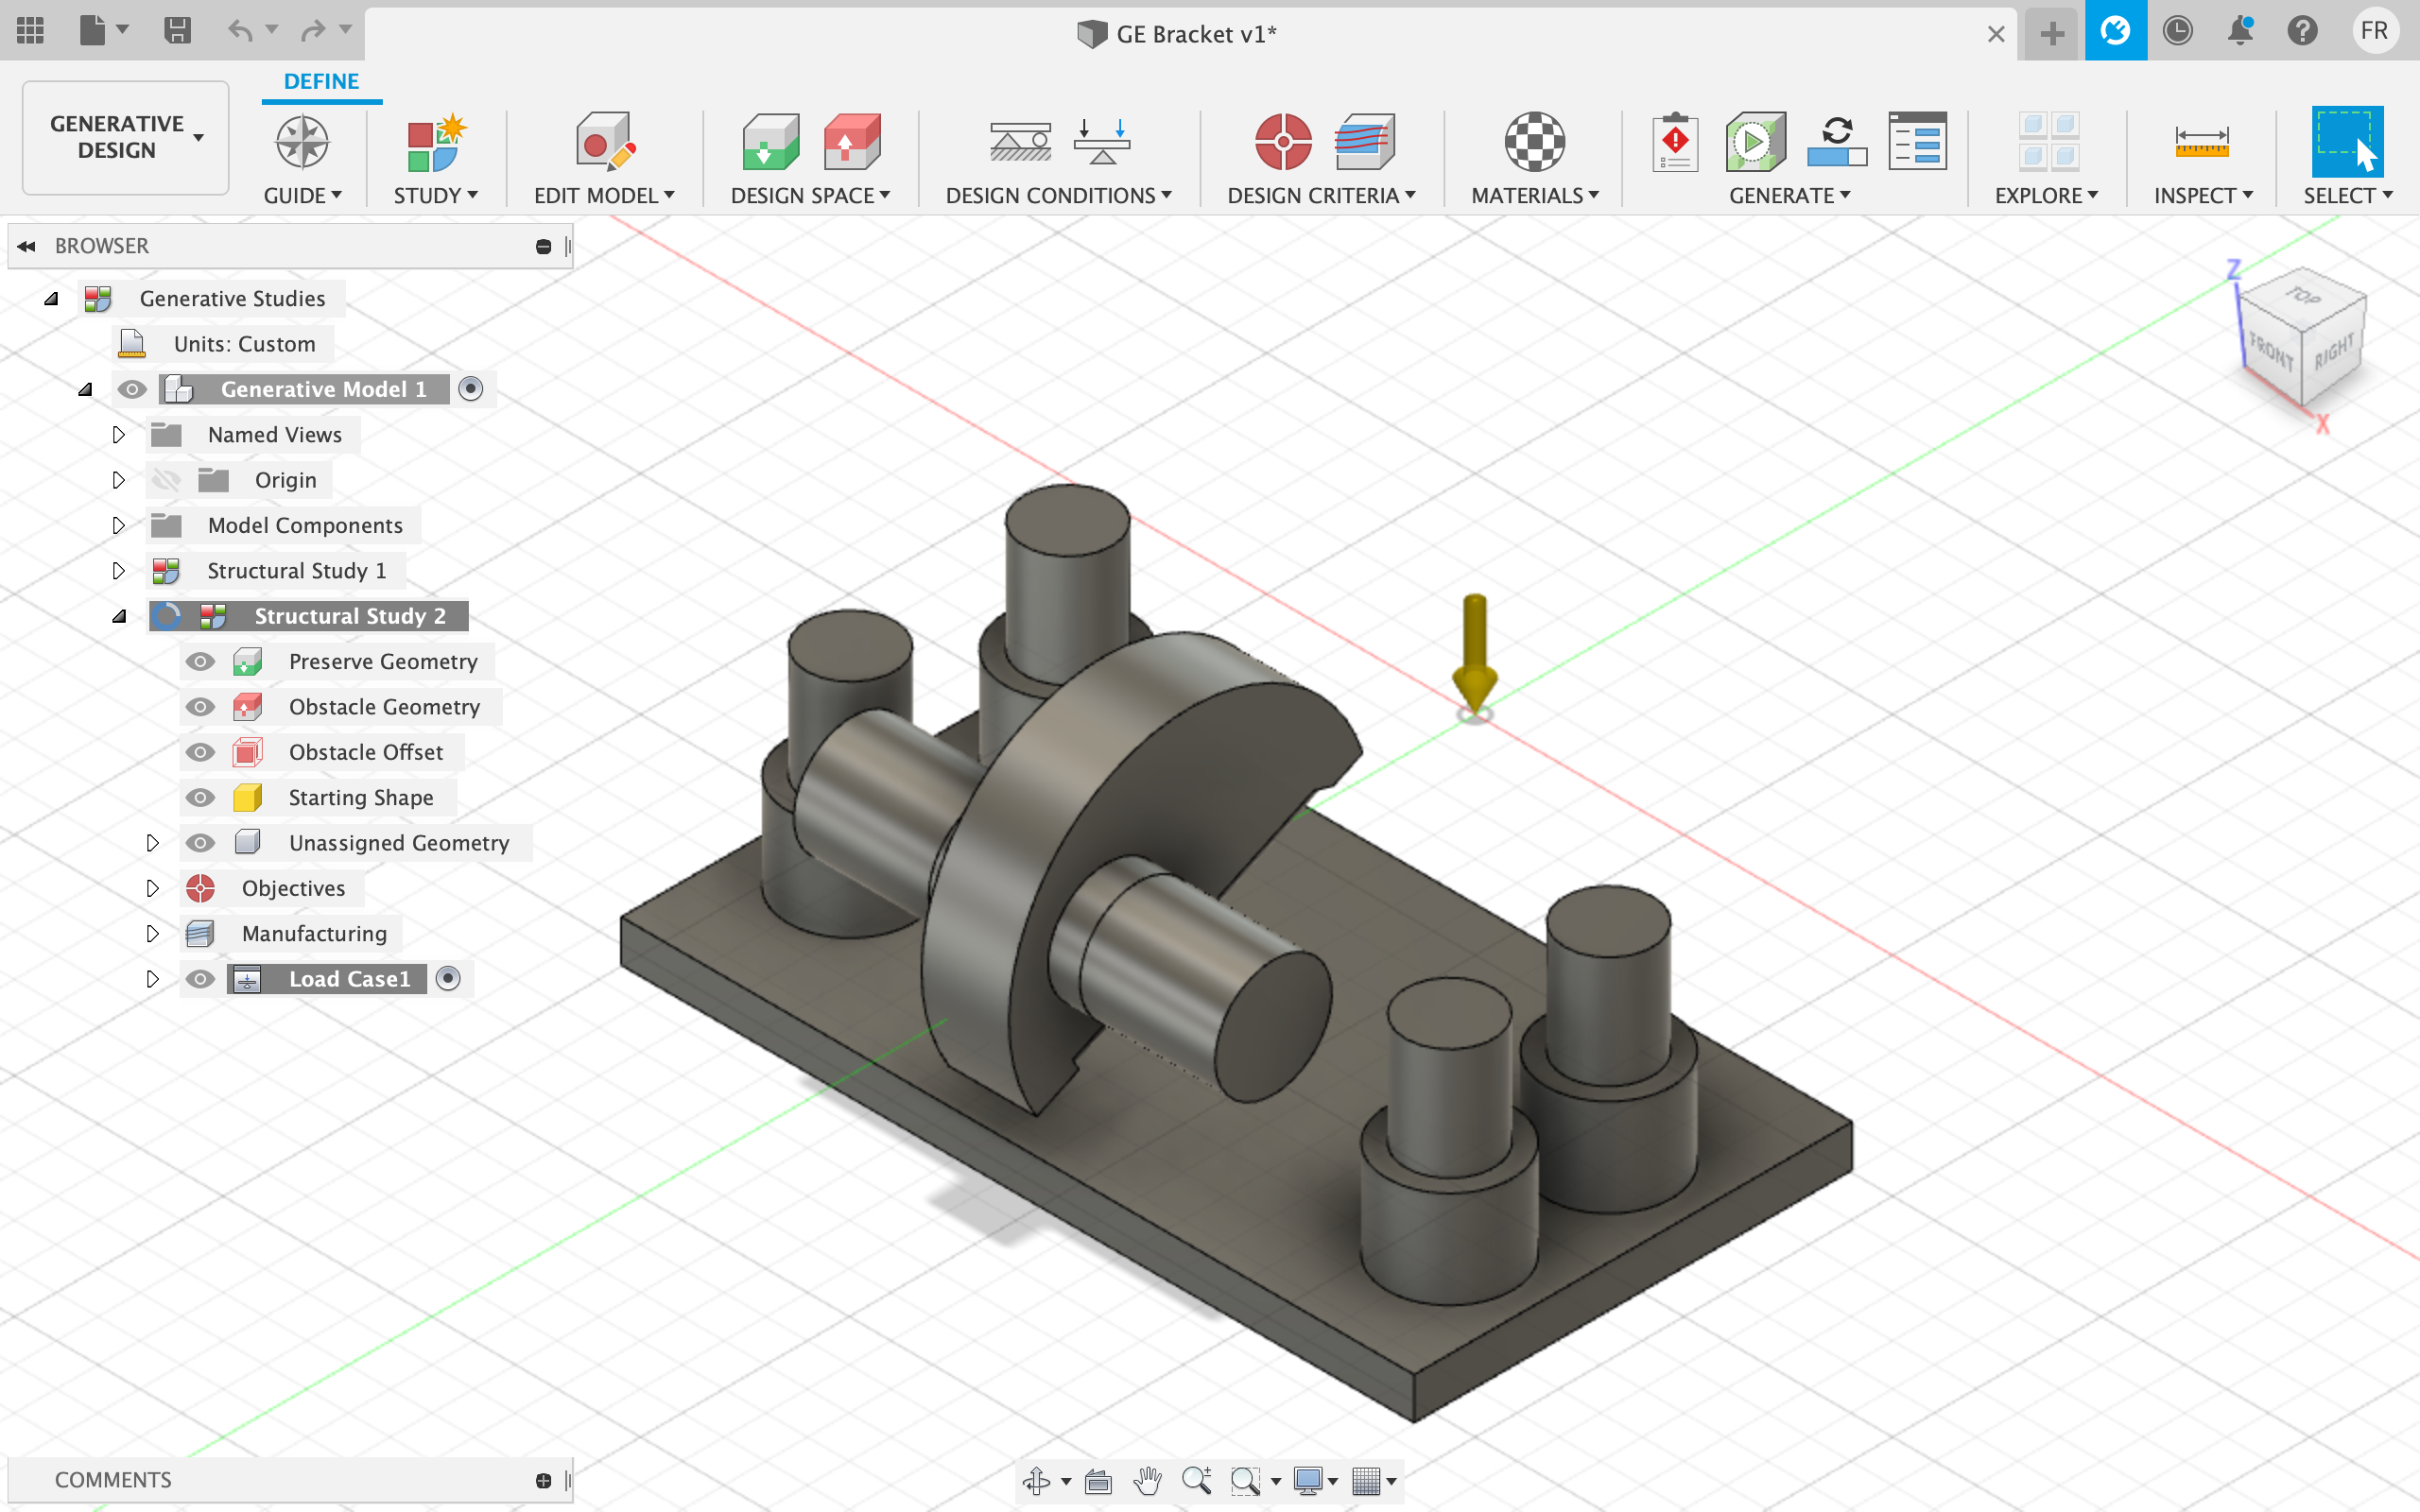 GE Bracket v1*
FR
DEFINE
GENERATIVE
DESIGN
GUIDE
STUDY
EDIT MODEL
DESIGN SPACE
DESIGN CONDITIONS
DESIGN CRITERIA
MATERIALS
GENERATE
EXPLORE
INSPECT
SELECT
BROWSER
Generative Studies
Units: Custom
Generative Model 1
Named Views
Origin
Model Components
Structural Study 1
Structural Study 2
Preserve Geometry
Obstacle Geometry
Obstacle Offset
Starting Shape
Unassigned Geometry
Objectives
Manufacturing
Load Case1
Z
TOP
FRONT
RIGHT
X
COMMENTS